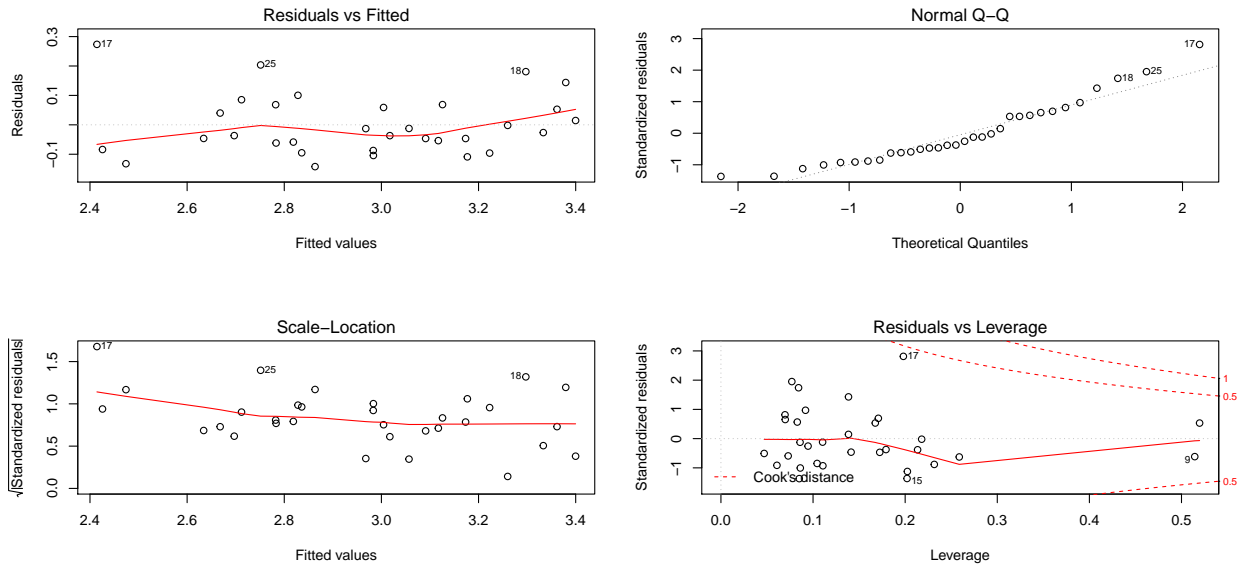 Residuals vs Fitted
Residuals
0.3
0.1
−0.1
17
25
18
2.4 2.6 2.8 3.0 3.2 3.4
Fitted values
Normal Q−Q
Standardized residuals
3
2
1
0
−1
17
18 25
−2 −1 0 1 2
Theoretical Quantiles
Scale−Location
√|Standardized residuals|
1.5
1.0
0.5
0.0
17
25
18
2.4 2.6 2.8 3.0 3.2 3.4
Fitted values
Residuals vs Leverage
Standardized residuals
3
2
1
0
−1
17
1
0.5
9
15
0.5
Cook's distance
0.0 0.1 0.2 0.3 0.4 0.5
Leverage